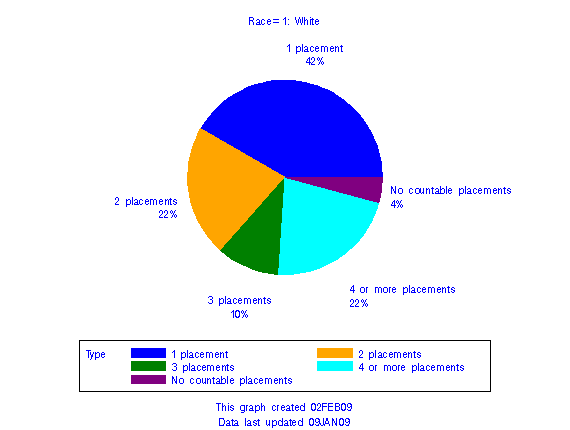 Race=1: White
1 placement
42%
2 placements
22%
3 placements
10%
4 or more placements
22%
No countable placements
4%
Type
1 placement
2 placements
3 placements
4 or more placements
No countable placements
This graph created 02FEB09
Data last updated 09JAN09